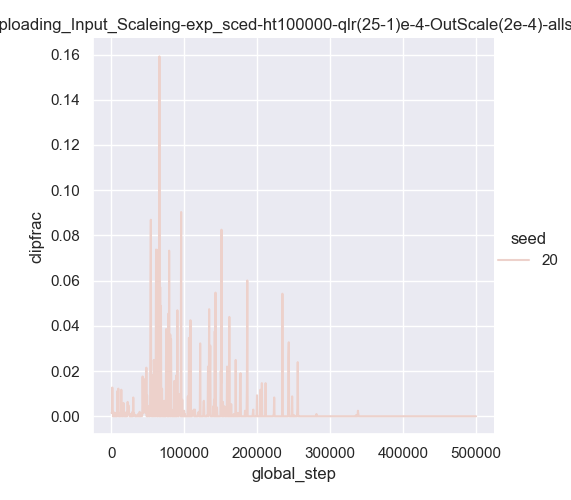 ploading_Input_Scaleing-exp_sced-ht100000-qlr(25-1)e-4-OutScale(2e-4)-alls
0.16
0.14
0.12
0.10
0.08
0.06
0.04
0.02
0.00
clipfrac
0 100000 200000 300000 400000 500000
global_step
seed
20